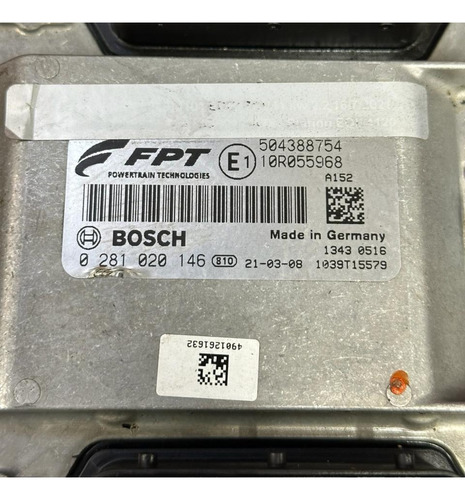 FPT
POWERTRAIN TECHNOLOGIES
E1
504388754
10R055968
A152
BOSCH
Made in Germany
1343 0516
0 281 020 146 810 21-03-08 1039T15579
4901261632